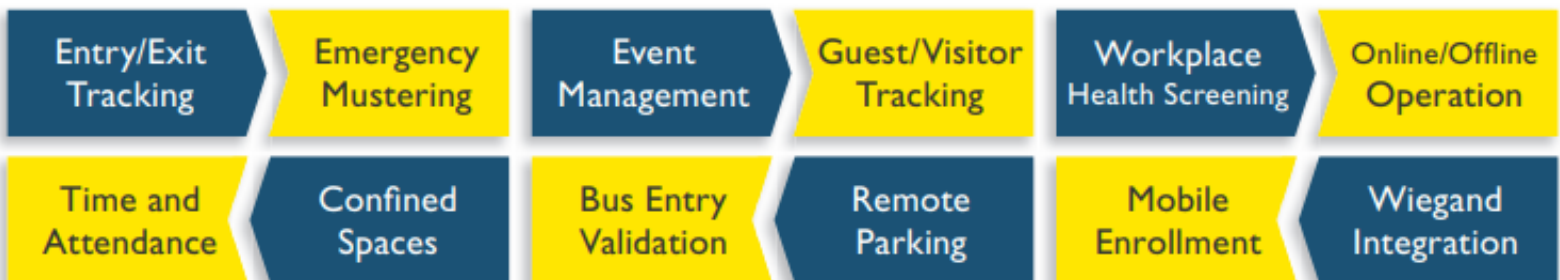 Entry/Exit
Tracking
Emergency
Mustering
Event
Management
Guest/Visitor
Tracking
Workplace
Health Screening
Online/Offline
Operation
Time and
Attendance
Confined
Spaces
Bus Entry
Validation
Remote
Parking
Mobile
Enrollment
Wiegand
Integration